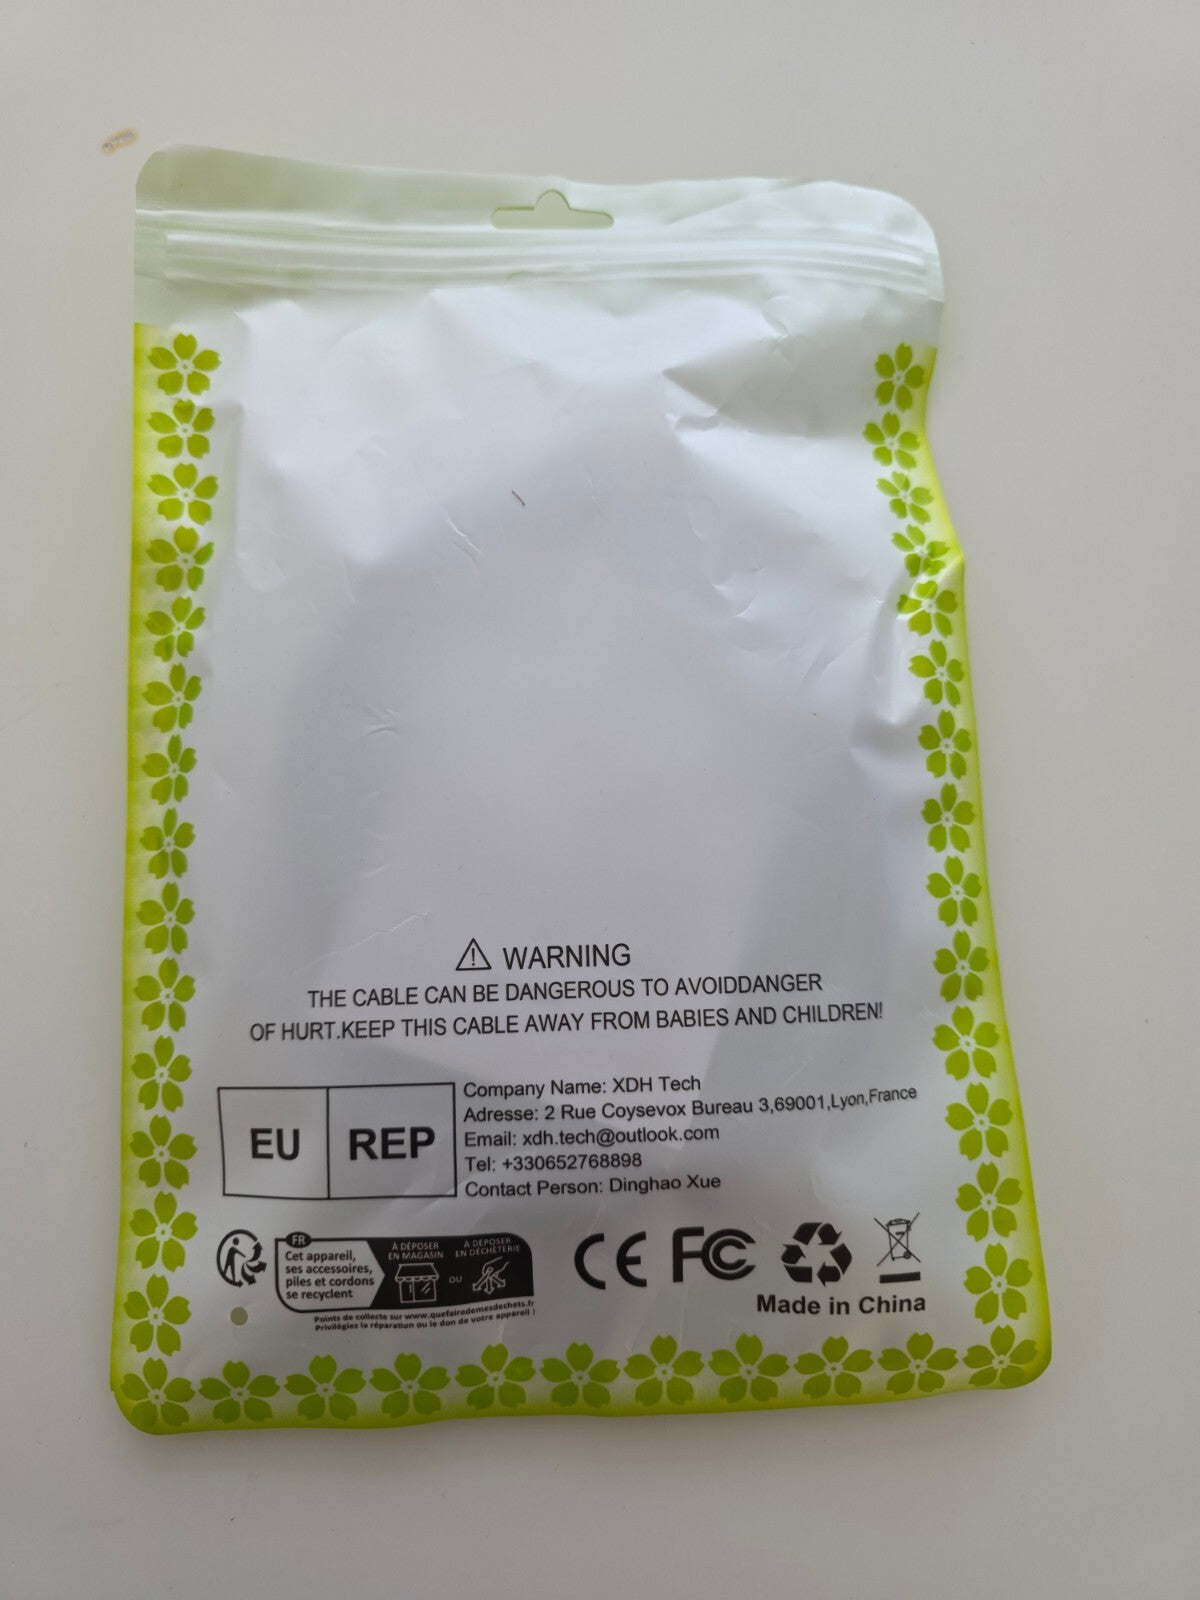 WARNING
THE CABLE CAN BE DANGEROUS TO AVOIDDANGER
OF HURT.KEEP THIS CABLE AWAY FROM BABIES AND CHILDREN!
EU REP
Company Name: XDH Tech
Adresse: 2 Rue Coysevox Bureau 3,69001,Lyon,France
Email: xdh.tech@outlook.com
Tel: +330652768898
Contact Person: Dinghao Xue
FR
Cet appareil,
ses accessoires,
piles et cordons
se recyclent
À DÉPOSER
EN MAGASIN
OU
À DÉPOSER
EN DÉCHÈTERIE
Points de collecte sur www.quefairedemesdechets.fr
Privilégiez la réparation ou le don de votre appareil !
CE FC
Made in China